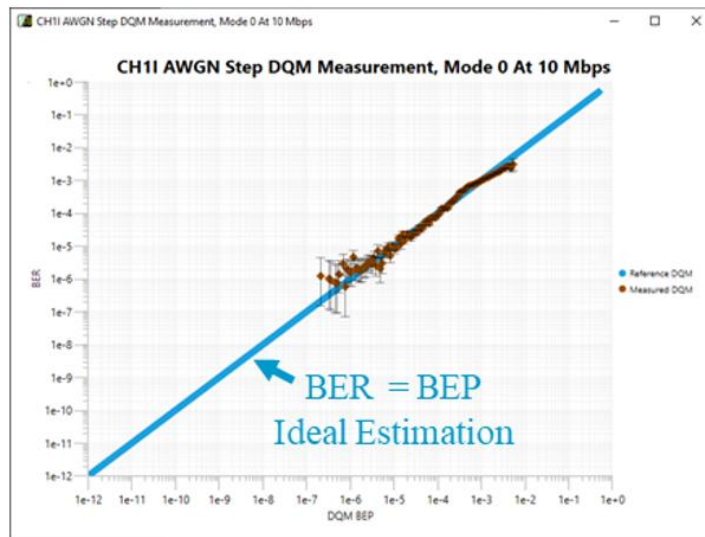 CH1I AWGN Step DQM Measurement, Mode 0 At 10 Mbps
CH1I AWGN Step DQM Measurement, Mode 0 At 10 Mbps
1e+0
1e-1
1e-2
1e-3
1e-4
1e-5
1e-6
1e-7
1e-8
1e-9
1e-10
1e-11
1e-12
BER
Reference DQM
Measured DQM
BER = BEP
Ideal Estimation
1e-12 1e-11 1e-10 1e-9 1e-8 1e-7 1e-6 1e-5 1e-4 1e-3 1e-2 1e-1 1e+0
DQM BEP